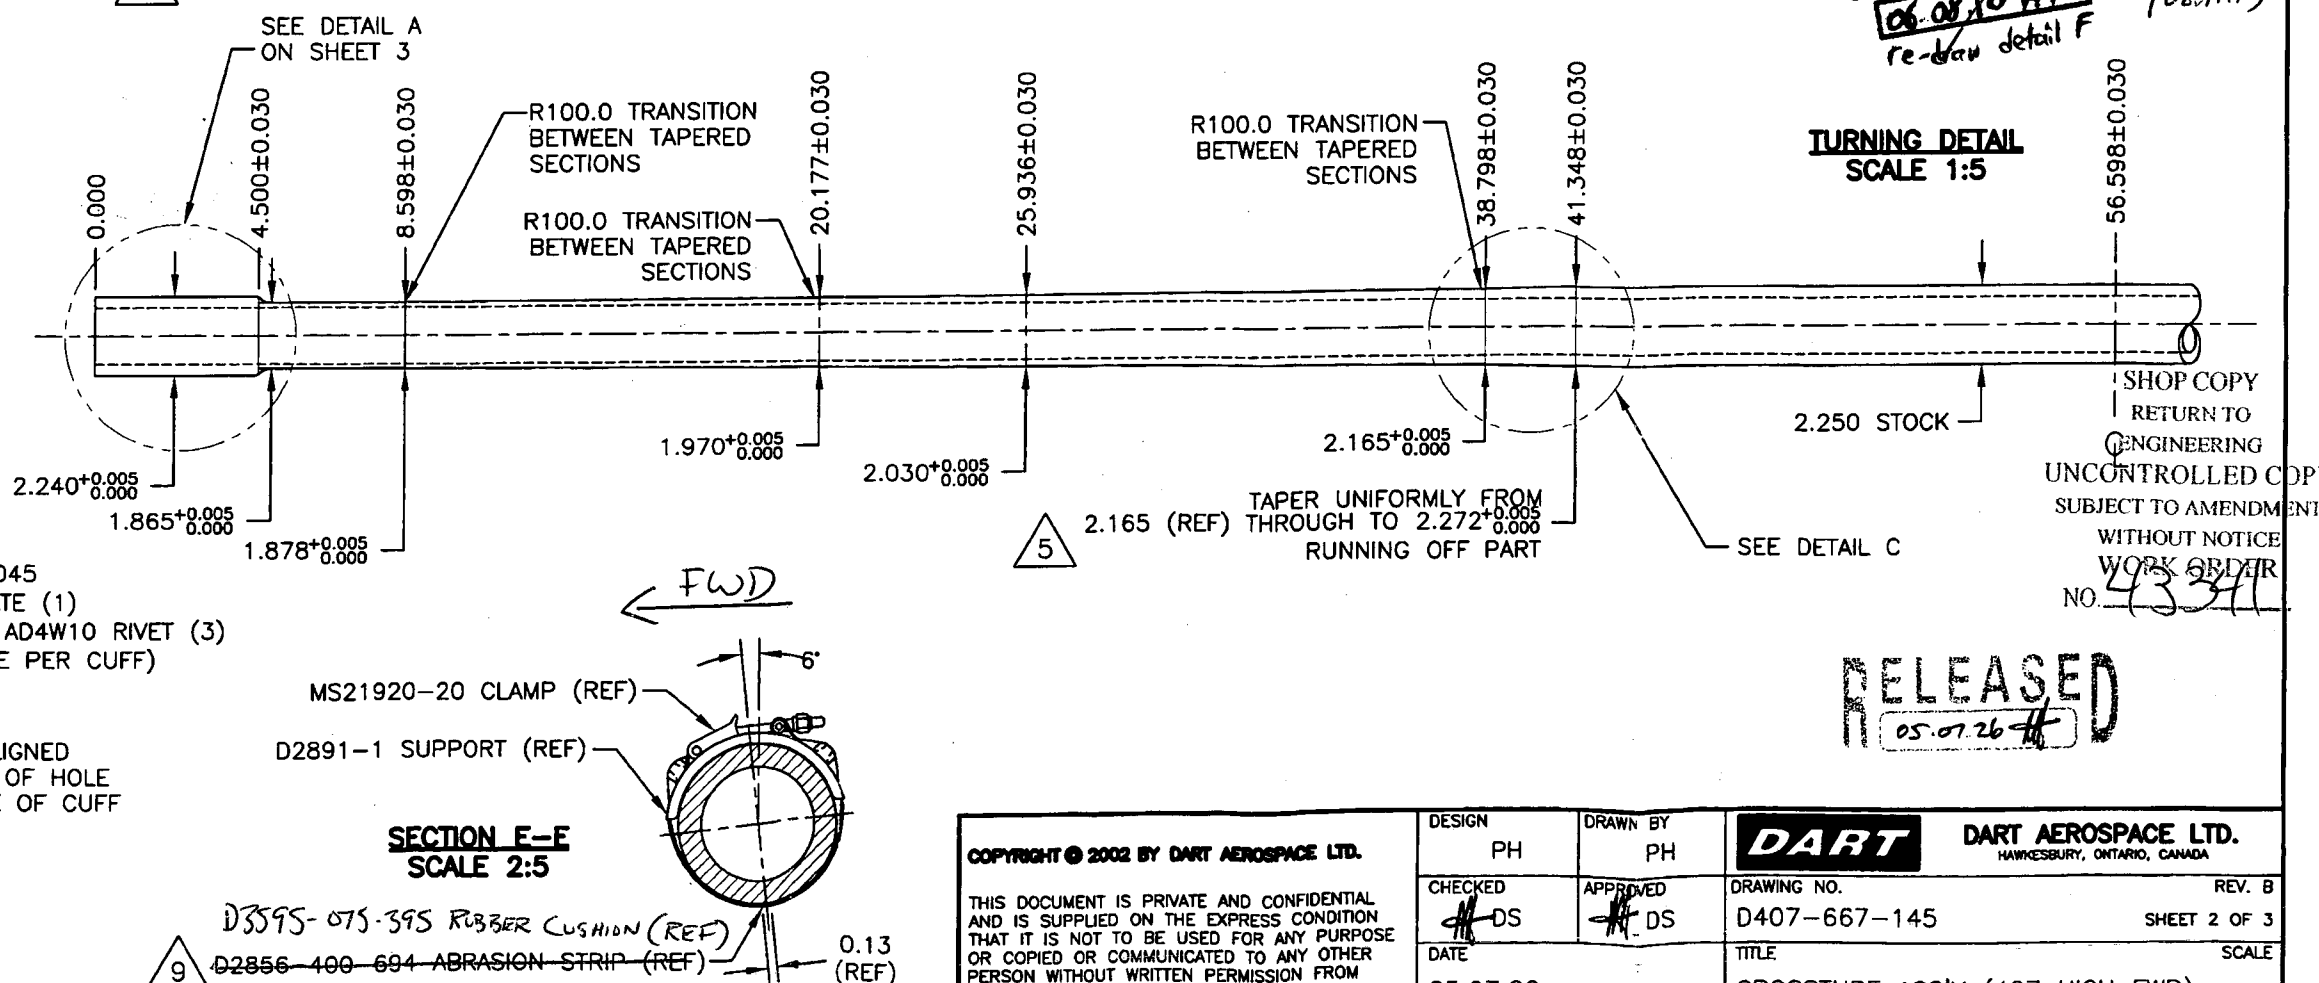 SEE DETAIL A
ON SHEET 3
re-draw detail F
0.000
4.500±0.030
8.598±0.030
R100.0 TRANSITION
BETWEEN TAPERED
SECTIONS
R100.0 TRANSITION
BETWEEN TAPERED
SECTIONS
20.177±0.030
25.936±0.030
R100.0 TRANSITION
BETWEEN TAPERED
SECTIONS
38.798±0.030
41.348±0.030
TURNING DETAIL
SCALE 1:5
56.598±0.030
2.240+0.005
0.000
1.865+0.005
0.000
1.878+0.005
0.000
1.970+0.005
0.000
2.030+0.005
0.000
2.165+0.005
0.000
5
TAPER UNIFORMLY FROM
2.165 (REF) THROUGH TO 2.272+0.005
0.000
RUNNING OFF PART
SEE DETAIL C
2.250 STOCK
SHOP COPY
RETURN TO
ENGINEERING
UNCONTROLLED COP
SUBJECT TO AMENDMENT
WITHOUT NOTICE
WORK ORDER
NO. 43341
045
TE (1)
AD4W10 RIVET (3)
E PER CUFF)
LIGNED
OF HOLE
E OF CUFF
FWD
6°
MS21920-20 CLAMP (REF)
D2891-1 SUPPORT (REF)
SECTION E-E
SCALE 2:5
D3595-075-395 RUBBER CUSHION (REF)
9
D2856-400-694 ABRASION STRIP (REF)
0.13
(REF)
RELEASED
05.07.26
COPYRIGHT © 2002 BY DART AEROSPACE LTD.
THIS DOCUMENT IS PRIVATE AND CONFIDENTIAL
AND IS SUPPLIED ON THE EXPRESS CONDITION
THAT IT IS NOT TO BE USED FOR ANY PURPOSE
OR COPIED OR COMMUNICATED TO ANY OTHER
PERSON WITHOUT WRITTEN PERMISSION FROM
DESIGN
PH
DRAWN BY
PH
CHECKED
DS
APPROVED
DS
DATE
DART
DART AEROSPACE LTD.
HAWKESBURY, ONTARIO, CANADA
DRAWING NO.
D407-667-145
REV. B
SHEET 2 OF 3
TITLE
SCALE